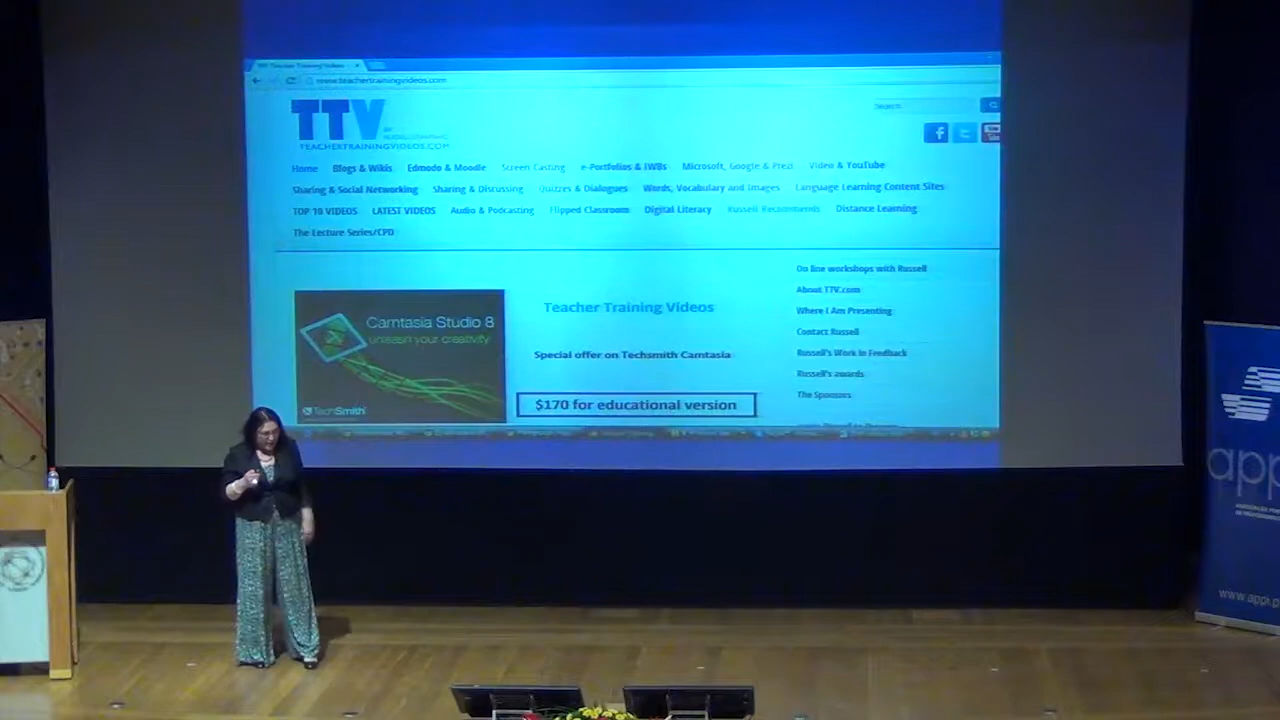 www.teachertrainingvideos.com
TTV
TEACHERTRAININGVIDEOS.COM
Search
Home Blogs & Wikis Edmodo & Moodle Screen Casting e-Portfolios & IWBs Microsoft, Google & Prezi Video & YouTube
Sharing & Social Networking Sharing & Discussing Quizzes & Dialogues Words, Vocabulary and Images Language Learning Content Sites
TOP 10 VIDEOS LATEST VIDEOS Audio & Podcasting Flipped Classroom Digital Literacy Russell Recommends Distance Learning
The Lecture Series/CPD
Camtasia Studio 8
unleash your creativity
TechSmith
Teacher Training Videos
Special offer on Techsmith Camtasia
$170 for educational version
On line workshops with Russell
About TTV.com
Where I Am Presenting
Contact Russell
Russell's Work in Feedback
Russell's awards
The Sponsors
app
www.appi.p